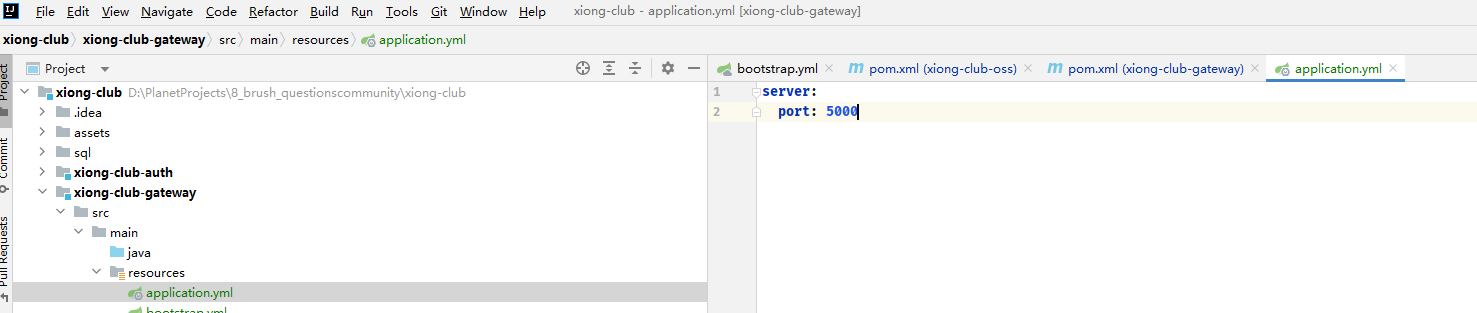 File Edit View Navigate Code Refactor Build Run Tools Git Window Help xiong-club - application.yml [xiong-club-gateway]
xiong-club xiong-club-gateway src main resources application.yml
Project
Commit
Pull Requests
Project
xiong-club D:\PlanetProjects\8_brush_questionscommunity\xiong-club
.idea
assets
sql
xiong-club-auth
xiong-club-gateway
src
main
java
resources
application.yml
bootstrap.yml
bootstrap.yml pom.xml (xiong-club-oss) pom.xml (xiong-club-gateway) application.yml
1 server:
2 port: 5000